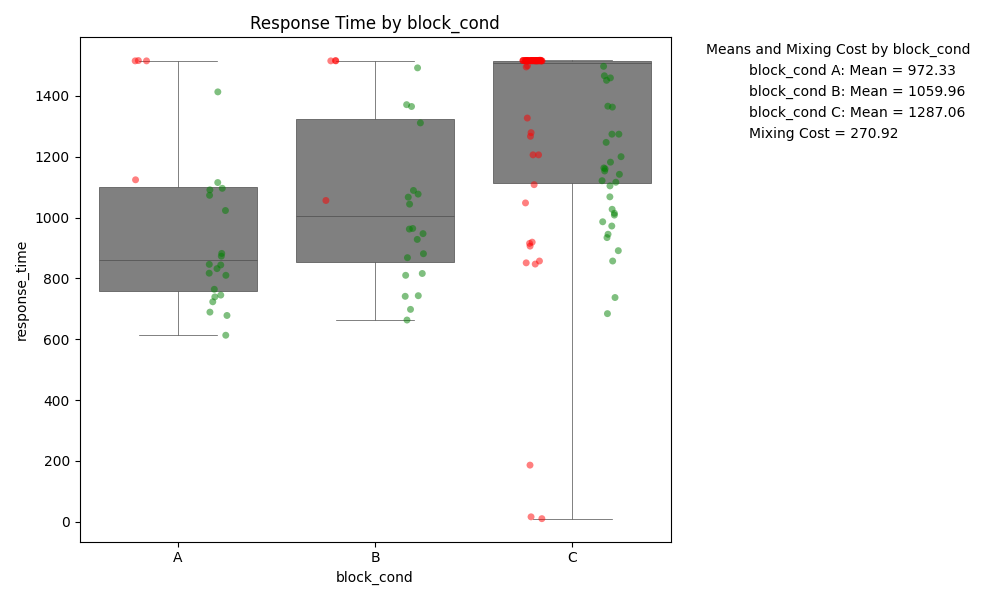 Response Time by block_cond
Means and Mixing Cost by block_cond
block_cond A: Mean = 972.33
block_cond B: Mean = 1059.96
block_cond C: Mean = 1287.06
Mixing Cost = 270.92
response_time
1400
1200
1000
800
600
400
200
0
A
B
C
block_cond